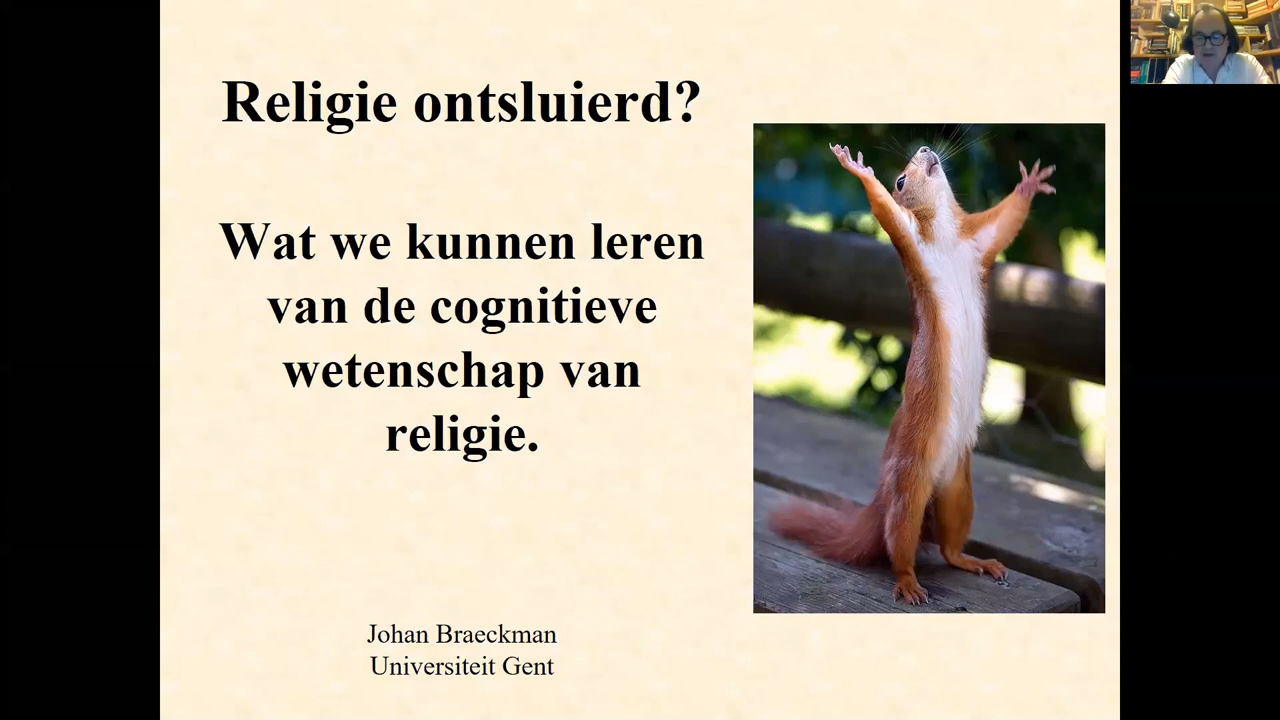 Religie ontsluierd?
Wat we kunnen leren
van de cognitieve
wetenschap van
religie.
Johan Braeckman
Universiteit Gent